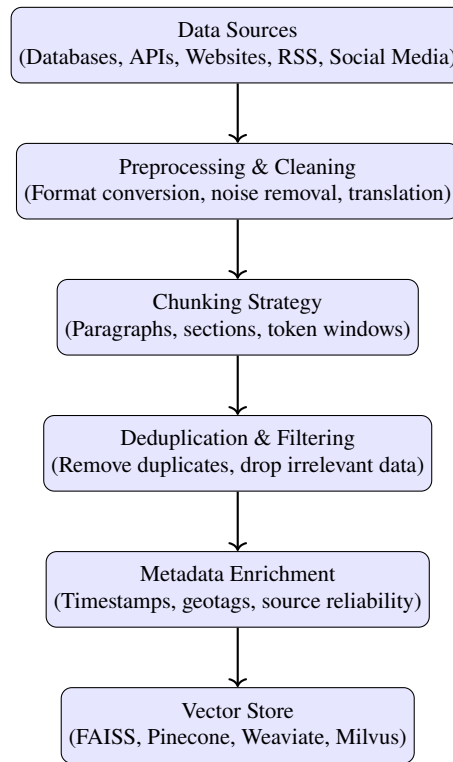 Data Sources
(Databases, APIs, Websites, RSS, Social Media)
Preprocessing & Cleaning
(Format conversion, noise removal, translation)
Chunking Strategy
(Paragraphs, sections, token windows)
Deduplication & Filtering
(Remove duplicates, drop irrelevant data)
Metadata Enrichment
(Timestamps, geotags, source reliability)
Vector Store
(FAISS, Pinecone, Weaviate, Milvus)